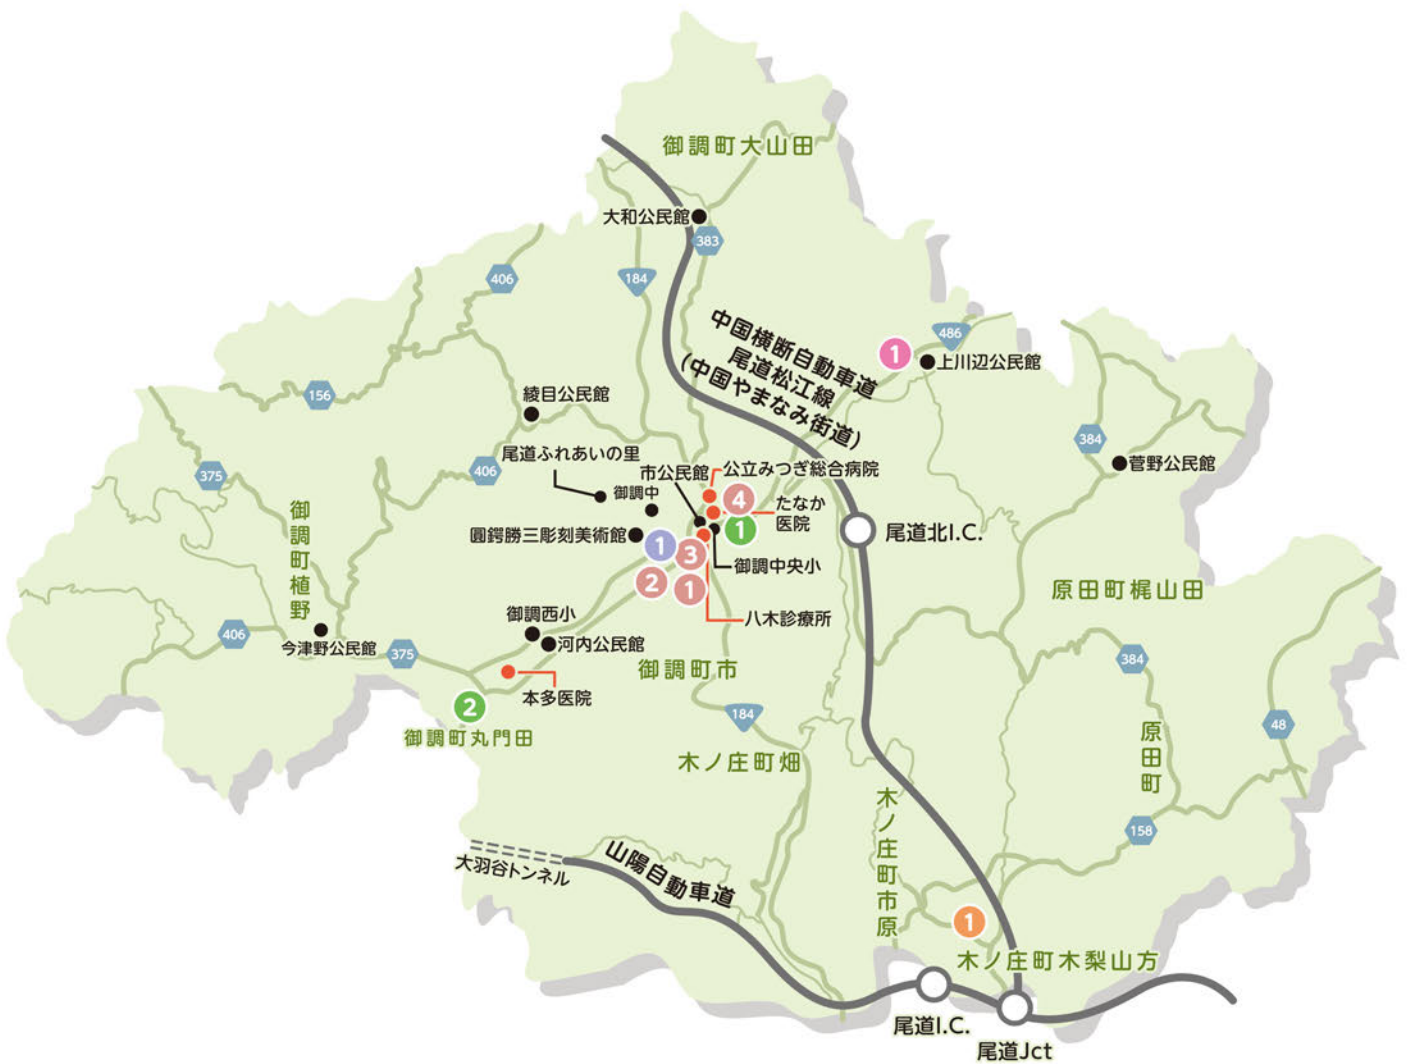 御調町大山田
大和公民館
383
406
184
中国横断自動車道
尾道松江線
(中国やまなみ街道)
486
1
上川辺公民館
156
綾目公民館
384
菅野公民館
375
406
尾道ふれあいの里
御調中
市公民館
公立みつぎ総合病院
4
たなか
医院
1
御調町植野
圓鍔勝三彫刻美術館
1
3
御調中央小
尾道北I.C.
2
1
原田町梶山田
八木診療所
御調西小
河内公民館
406
今津野公民館
375
御調町市
384
本多医院
2
御調町丸門田
184
48
原田町
木ノ庄町畑
木ノ庄町市原
158
大羽谷トンネル
山陽自動車道
1
木ノ庄町木梨山方
尾道I.C.
尾道Jct